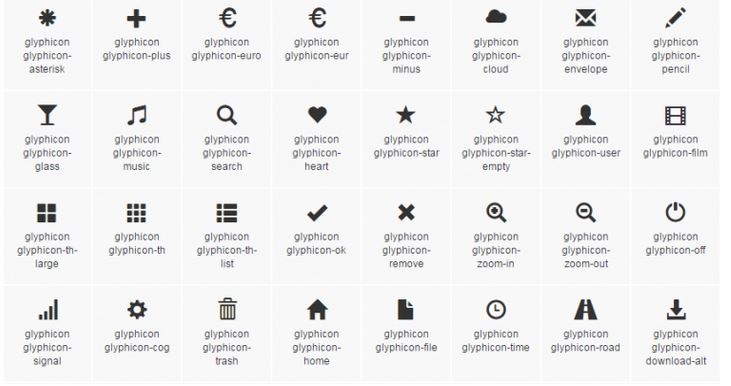 glyphicon glyphicon-asterisk
glyphicon glyphicon-plus
glyphicon glyphicon-euro
glyphicon glyphicon-eur
glyphicon glyphicon-minus
glyphicon glyphicon-cloud
glyphicon glyphicon-envelope
glyphicon glyphicon-pencil
glyphicon glyphicon-glass
glyphicon glyphicon-music
glyphicon glyphicon-search
glyphicon glyphicon-heart
glyphicon glyphicon-star
glyphicon glyphicon-star-empty
glyphicon glyphicon-user
glyphicon glyphicon-film
glyphicon glyphicon-th-large
glyphicon glyphicon-th
glyphicon glyphicon-th-list
glyphicon glyphicon-ok
glyphicon glyphicon-remove
glyphicon glyphicon-zoom-in
glyphicon glyphicon-zoom-out
glyphicon glyphicon-off
glyphicon glyphicon-signal
glyphicon glyphicon-cog
glyphicon glyphicon-trash
glyphicon glyphicon-home
glyphicon glyphicon-file
glyphicon glyphicon-time
glyphicon glyphicon-road
glyphicon glyphicon-download-alt